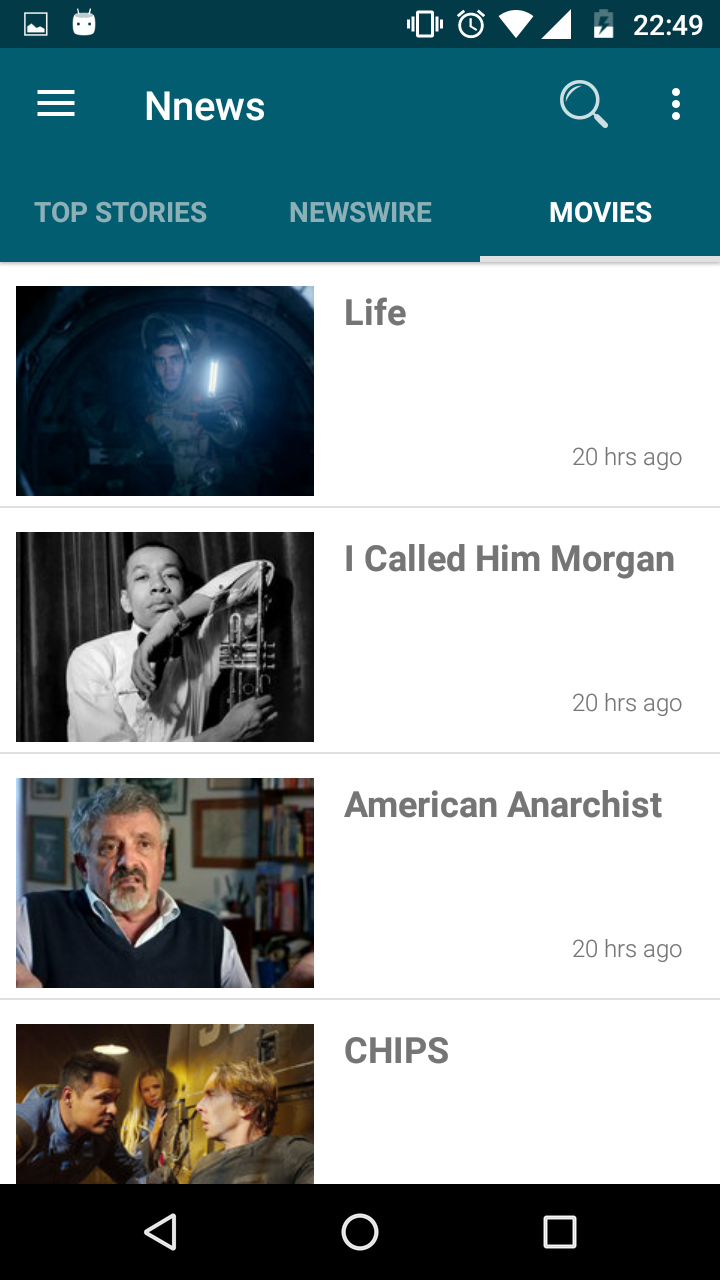 22:49
Nnews
TOP STORIES
NEWSWIRE
MOVIES
Life
20 hrs ago
I Called Him Morgan
20 hrs ago
American Anarchist
20 hrs ago
CHIPS